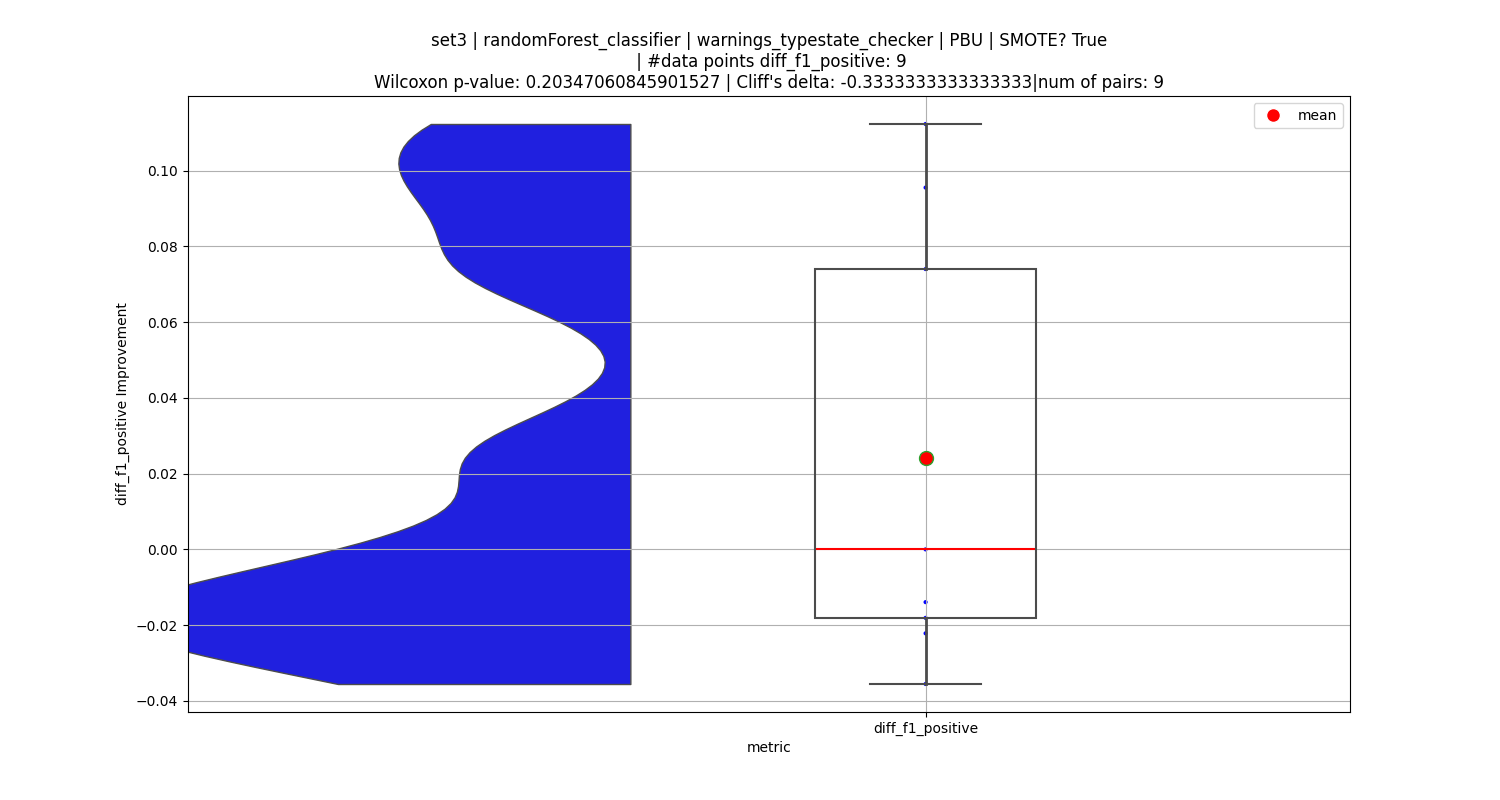 set3 | randomForest_classifier | warnings_typestate_checker | PBU | SMOTE? True
| #data points diff_f1_positive: 9
Wilcoxon p-value: 0.20347060845901527 | Cliff's delta: -0.3333333333333333|num of pairs: 9
mean
0.10
0.08
0.06
0.04
0.02
0.00
−0.02
−0.04
diff_f1_positive Improvement
diff_f1_positive
metric